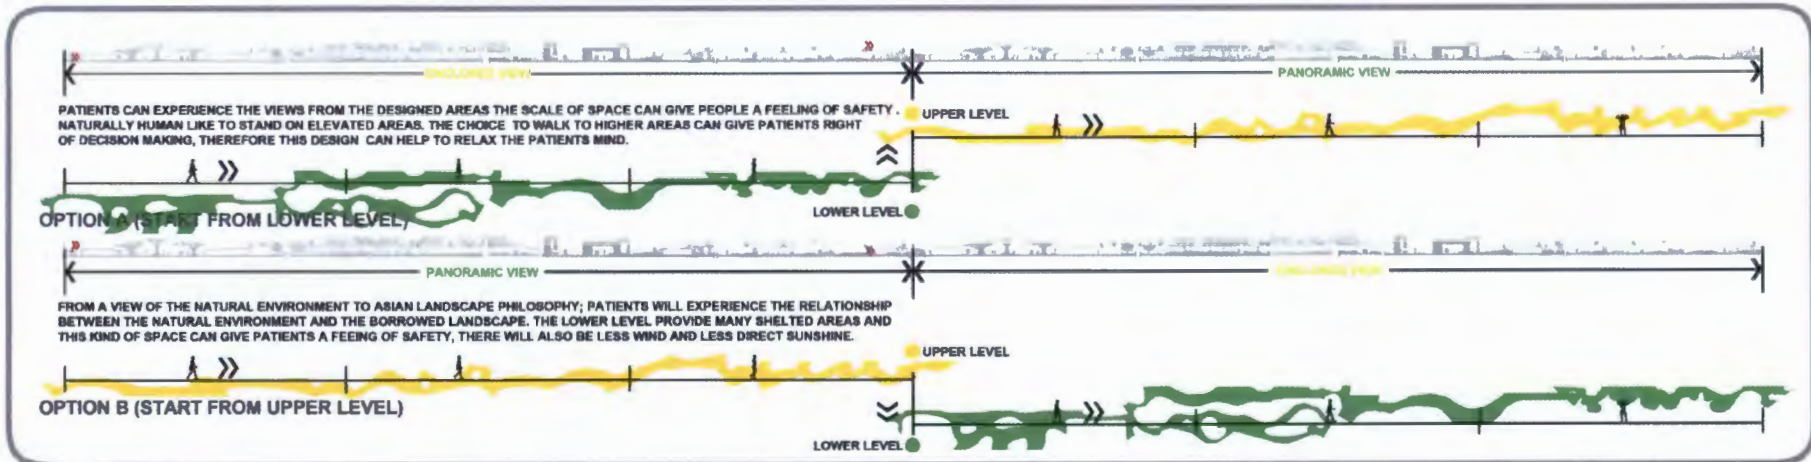 ENCLOSED VIEW
PANORAMIC VIEW
PATIENTS CAN EXPERIENCE THE VIEWS FROM THE DESIGNED AREAS THE SCALE OF SPACE CAN GIVE PEOPLE A FEELING OF SAFETY .
NATURALLY HUMAN LIKE TO STAND ON ELEVATED AREAS. THE CHOICE TO WALK TO HIGHER AREAS CAN GIVE PATIENTS RIGHT
OF DECISION MAKING, THEREFORE THIS DESIGN CAN HELP TO RELAX THE PATIENTS MIND.
UPPER LEVEL
LOWER LEVEL
OPTION A (START FROM LOWER LEVEL)
PANORAMIC VIEW
FROM A VIEW OF THE NATURAL ENVIRONMENT TO ASIAN LANDSCAPE PHILOSOPHY; PATIENTS WILL EXPERIENCE THE RELATIONSHIP
BETWEEN THE NATURAL ENVIRONMENT AND THE BORROWED LANDSCAPE. THE LOWER LEVEL PROVIDE MANY SHELTED AREAS AND
THIS KIND OF SPACE CAN GIVE PATIENTS A FEEING OF SAFETY, THERE WILL ALSO BE LESS WIND AND LESS DIRECT SUNSHINE.
UPPER LEVEL
OPTION B (START FROM UPPER LEVEL)
LOWER LEVEL